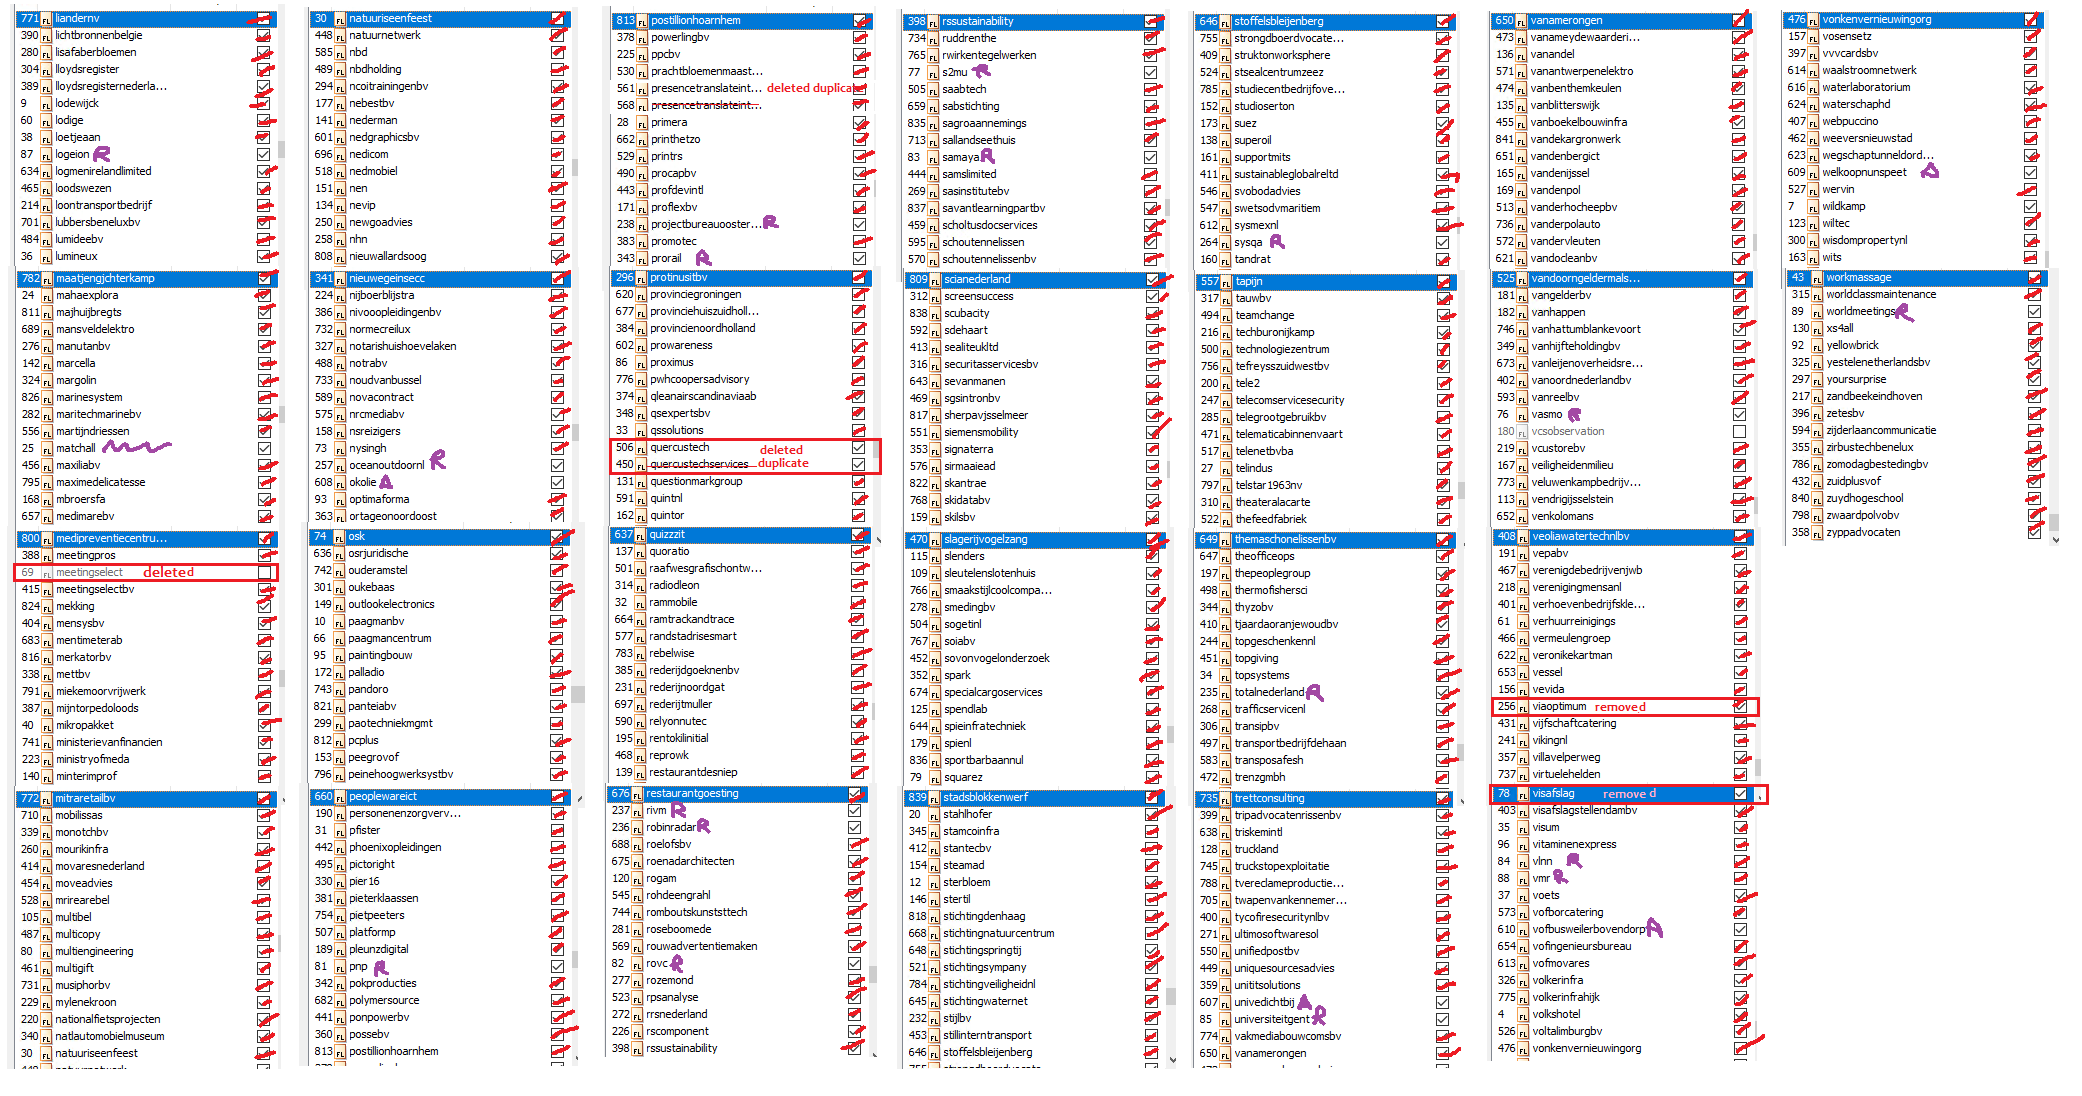 771 liandernv
390 lichtbronnenbelgie
280 lisafaberbloemen
304 lloydsregister
389 lloydsregisternederla...
9 lodewijck
60 lodige
38 loetjeaan
87 logeion R
634 logmenirelandlimited
465 loodswezen
214 loontransportbedrijf
701 lubbersbeneluxbv
484 lumideebv
36 lumineux
782 maatjengjchterkamp
24 mahaexplora
811 majhuijbregts
689 mansveldelektro
276 manutanbv
142 marcella
324 margolin
826 marinesystem
282 maritechmarinebv
556 martijndriessen
25 matchall
456 maxiliabv
795 maximedelicatesse
168 mbroersfa
657 medimarebv
800 medipreventiecentru...
388 meetingpros
69 meetingselect deleted
415 meetingselectbv
824 mekking
404 mensysbv
683 mentimeterab
816 merkatorbv
338 mettbv
791 miekemoorvrijwerk
387 mijntorpedoloods
40 mikropakket
741 ministerievanfinancien
223 ministryofmeda
140 minterimprof
772 mitraretailbv
710 mobilissas
339 monotchbv
260 mourikinfra
414 movaresnederland
454 moveadvies
528 mrirearebel
105 multibel
487 multicopy
80 multiengineering
461 multigift
731 musiphorbv
229 mylenekroon
220 nationalfietsprojecten
340 natlautomobielmuseum
30 natuuriseenfeest
30 natuuriseenfeest
448 natuurnetwerk
585 nbd
489 nbdholding
294 ncoitrainingenbv
177 nebestbv
141 nederman
601 nedgraphicsbv
696 nedicom
518 nedmobiel
151 nen
134 nevip
250 newgoadvies
258 nhn
808 nieuwallardsoog
341 nieuwegeinsecc
224 nijboerblijstra
386 nivooopleidingenbv
732 normecreilux
327 notarishuishoevelaken
488 notrabv
733 noudvanbussel
589 novacontract
575 nrcmediabv
158 nsreizigers
73 nysingh
257 oceanoutdoornl R
608 okolie A
93 optimaforma
363 ortageonoordoost
74 osk
636 osrjuridische
742 ouderamstel
301 oukebaas
149 outlookelectronics
10 paagmanbv
66 paagmancentrum
95 paintingbouw
172 palladio
743 pandoro
821 panteiabv
299 paotechniekmgmt
812 pcplus
153 peegrovof
796 peinehoogwerksystbv
660 peoplewareict
190 personenenzorgverv...
31 pfister
442 phoenixopleidingen
495 pictoright
330 pier16
381 pieterklaassen
754 pietpeeters
507 platformp
189 pleunzdigital
81 pnp R
342 pokproducties
682 polymersource
441 ponpowerbv
360 possebv
813 postillionhoarnhem
813 postillionhoarnhem
378 powerlingbv
225 ppcbv
530 prachtbloemenmaast...
561 presencetranslateint... deleted duplicate
568 presencetranslateint...
28 primera
662 printhetzo
529 printrs
490 procapbv
443 profdevintl
171 proflexbv
238 projectbureauooster... R
383 promotec
343 prorail A
296 protinusitbv
620 provinciegroningen
677 provinciehuiszuidholl...
384 provincienoordholland
602 prowareness
86 proximus
776 pwhcoopersadvisory
374 qleanairscandinaviaab
348 qsexpertsbv
33 qssolutions
506 quercustech deleted
450 quercustechservices duplicate
131 questionmarkgroup
591 quintnl
162 quintor
637 quizzzit
137 quoratio
501 raafwesgrafischontw...
314 radiodleon
32 rammobile
664 ramtrackandtrace
577 randstadrisesmart
783 rebelwise
385 rederijdgoeknenbv
231 rederijnoordgat
697 rederijtmuller
590 relyonnutec
195 rentokilinitial
468 reprowk
139 restaurantdesniep
676 restaurantgoesting
237 rivm R
236 robinradar R
688 roelofsbv
675 roenadarchitecten
120 rogam
545 rohdeengrahl
744 romboutskunststtech
281 roseboomede
569 rouwadvertentiemaken
82 rovc R
277 rozemond
523 rpsanalyse
272 rrsnederland
226 rscomponent
398 rssustainability
398 rssustainability
734 ruddrenthe
765 rwirkentegelwerken
77 s2mu R
505 saabtech
659 sabstichting
835 sagroaannemings
713 sallandseethuis
83 samaya R
444 samslimited
269 sasinstitutebv
837 savantlearningpartbv
459 scholtusdocservices
595 schoutennelissen
570 schoutennelissenbv
809 scianederland
312 screensuccess
838 scubacity
592 sdehaart
413 sealiteukltd
316 securitasservicesbv
643 sevanmanen
469 sgsintronbv
817 sherpavjsselmeer
551 siemensmobility
353 signaterra
576 sirmaaiead
822 skantrae
768 skidatabv
159 skilsbv
470 slagerijvogelzang
115 slenders
109 sleutelenslotenhuis
766 smaakstijlcoolcompa...
278 smedingbv
504 sogetinl
767 soiabv
452 sovonvogelonderzoek
352 spark
674 specialcargoservices
125 spendlab
644 spieinfratechniek
179 spienl
836 sportbarbaannul
79 squarez
839 stadsblokkenwerf
20 stahlhofer
345 stamcoinfra
412 stantecbv
154 steamad
12 sterbloem
146 stertil
818 stichtingdenhaag
668 stichtingnatuurcentrum
648 stichtingspringtij
521 stichtingsympany
784 stichtingveiligheidnl
645 stichtingwaternet
232 stijlbv
453 stillinterntransport
646 stoffelsbleijenberg
646 stoffelsbleijenberg
755 strongdboerdvocate...
409 struktonworksphere
524 stsealcentrumzeez
785 studiecentbedrijfove...
152 studioserton
173 suez
138 superoil
161 supportmits
411 sustainableglobalreltd
546 svobodadvies
547 swetsodvmaritiem
612 sysmexnl
264 sysqa R
160 tandrat
557 tapijn
317 tauwbv
494 teamchange
216 techburonijkamp
500 technologiezentrum
756 tefreysszuidwestbv
200 tele2
247 telecomservicesecurity
285 telegrootgebruikbv
471 telematicabinnenvaart
517 telenetbvba
27 telindus
797 telstar1963nv
310 theateralacarte
522 thefeedfabriek
649 themaschonelissenbv
647 theofficeops
197 thepeoplegroup
498 thermofishersci
344 thyzobv
410 tjaardaoranjewoudbv
244 topgeschenkennl
451 topgiving
34 topsystems
235 totalnederland R
268 trafficservicenl
306 transipbv
497 transportbedrijfdehaan
583 transposafesh
472 trenzgmbh
735 trettconsulting
399 tripadvocatenrissenbv
638 triskemintl
128 truckland
745 truckstopexploitatie
788 tvereclameproductie...
705 twapenvankennemer...
400 tycofiresecuritynlbv
271 ultimosoftwaresol
550 unifiedpostbv
449 uniquesourcesadvies
359 unititsolutions
607 univedichtbij A
85 universiteitgent R
774 vakmediabouwcomsbv
650 vanamerongen
650 vanamerongen
473 vanameydewaarderi...
136 vanandel
571 vanantwerpenelektro
474 vanbenthemkeulen
135 vanblitterswijk
455 vanboekelbouwinfra
841 vandekargronwerk
651 vandenbergict
165 vandenijssel
169 vandenpol
513 vanderhocheepbv
736 vanderpolauto
572 vandervleuten
621 vandocleanbv
525 vandoorngeldermals...
181 vangelderbv
182 vanhappen
746 vanhattumblankevoort
349 vanhijfteholdingbv
673 vanleijenoverheidsre...
402 vanoordnederlandbv
593 vanreelbv
76 vasmo R
180 vcsobservation
219 vcustorebv
167 veiligheidenmilieu
773 veluwenkampbedrijv...
113 vendrigijsselstein
652 venkolomans
408 veoliawatertechnlbv
191 vepabv
467 verenigdebedrijvenjwb
218 verenigingmensanl
401 verhoevenbedrijfskle...
61 verhuurreinigings
466 vermeulengroep
622 veronikekartman
653 vessel
156 vevida
256 viaoptimum removed
431 vijfschaftcatering
241 vikingnl
357 villavelperweg
737 virtuelehelden
78 visafslag remove d
403 visafslagstellendambv
35 visum
96 vitaminenexpress
84 vlnn R
88 vmr R
37 voets
573 vofborcatering
610 vofbusweilerbovendorp A
654 vofingenieursbureau
613 vofmovares
326 volkerinfra
775 volkerinfrahijk
4 volkshotel
526 voltalimburgbv
476 vonkenvernieuwingorg
476 vonkenvernieuwingorg
157 vosensetz
397 vvvcardsbv
614 waalstroomnetwerk
616 waterlaboratorium
624 waterschaphd
407 webpuccino
462 weeversnieuwstad
623 wegschaptunneldord...
609 welkoopnunspeet A
527 wervin
7 wildkamp
123 wiltec
300 wisdompropertynl
163 wits
43 workmassage
315 worldclassmaintenance
89 worldmeetings R
130 xs4all
92 yellowbrick
325 yestelenetherlandsbv
297 yoursurprise
217 zandbeekeindhoven
396 zetesbv
594 zijderlaancommunicatie
355 zirbustechbenelux
786 zomodagbestedingbv
432 zuidplusvof
840 zuydhogeschool
798 zwaardpolvobv
358 zyppadvocaten